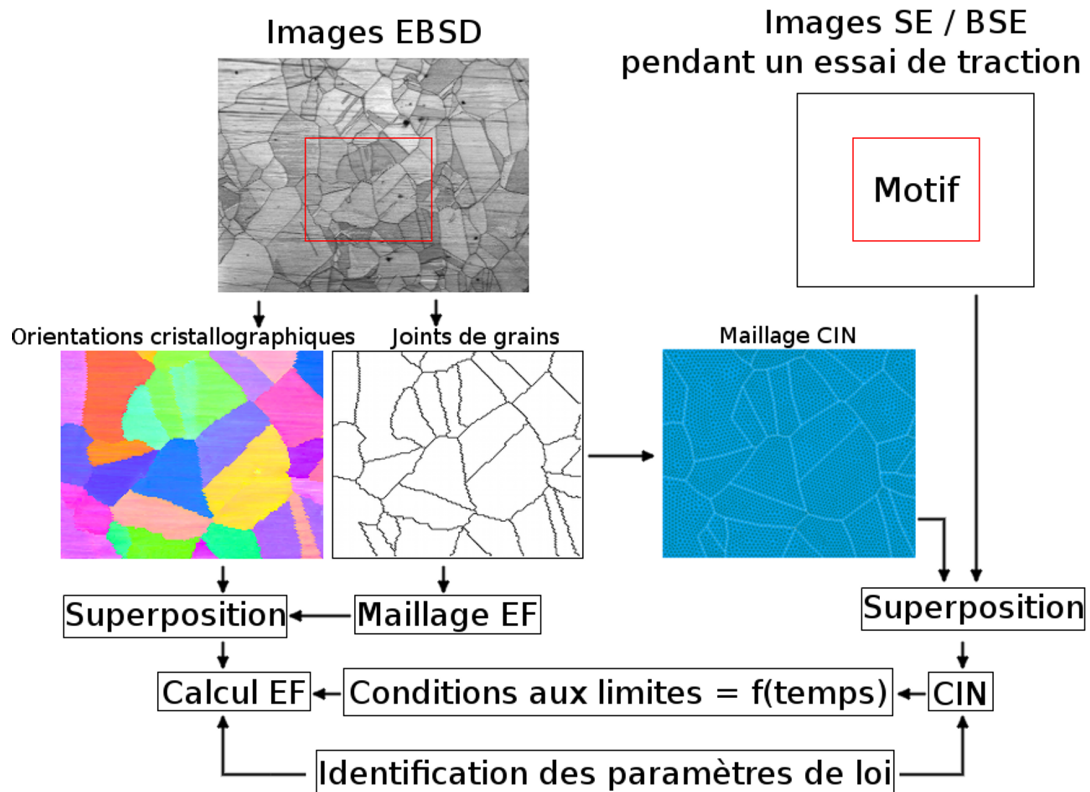 Images EBSD
Images SE / BSE
pendant un essai de traction
Motif
Orientations cristallographiques
Joints de grains
Maillage CIN
Superposition
Maillage EF
Superposition
Calcul EF
Conditions aux limites = f(temps)
CIN
Identification des paramètres de loi